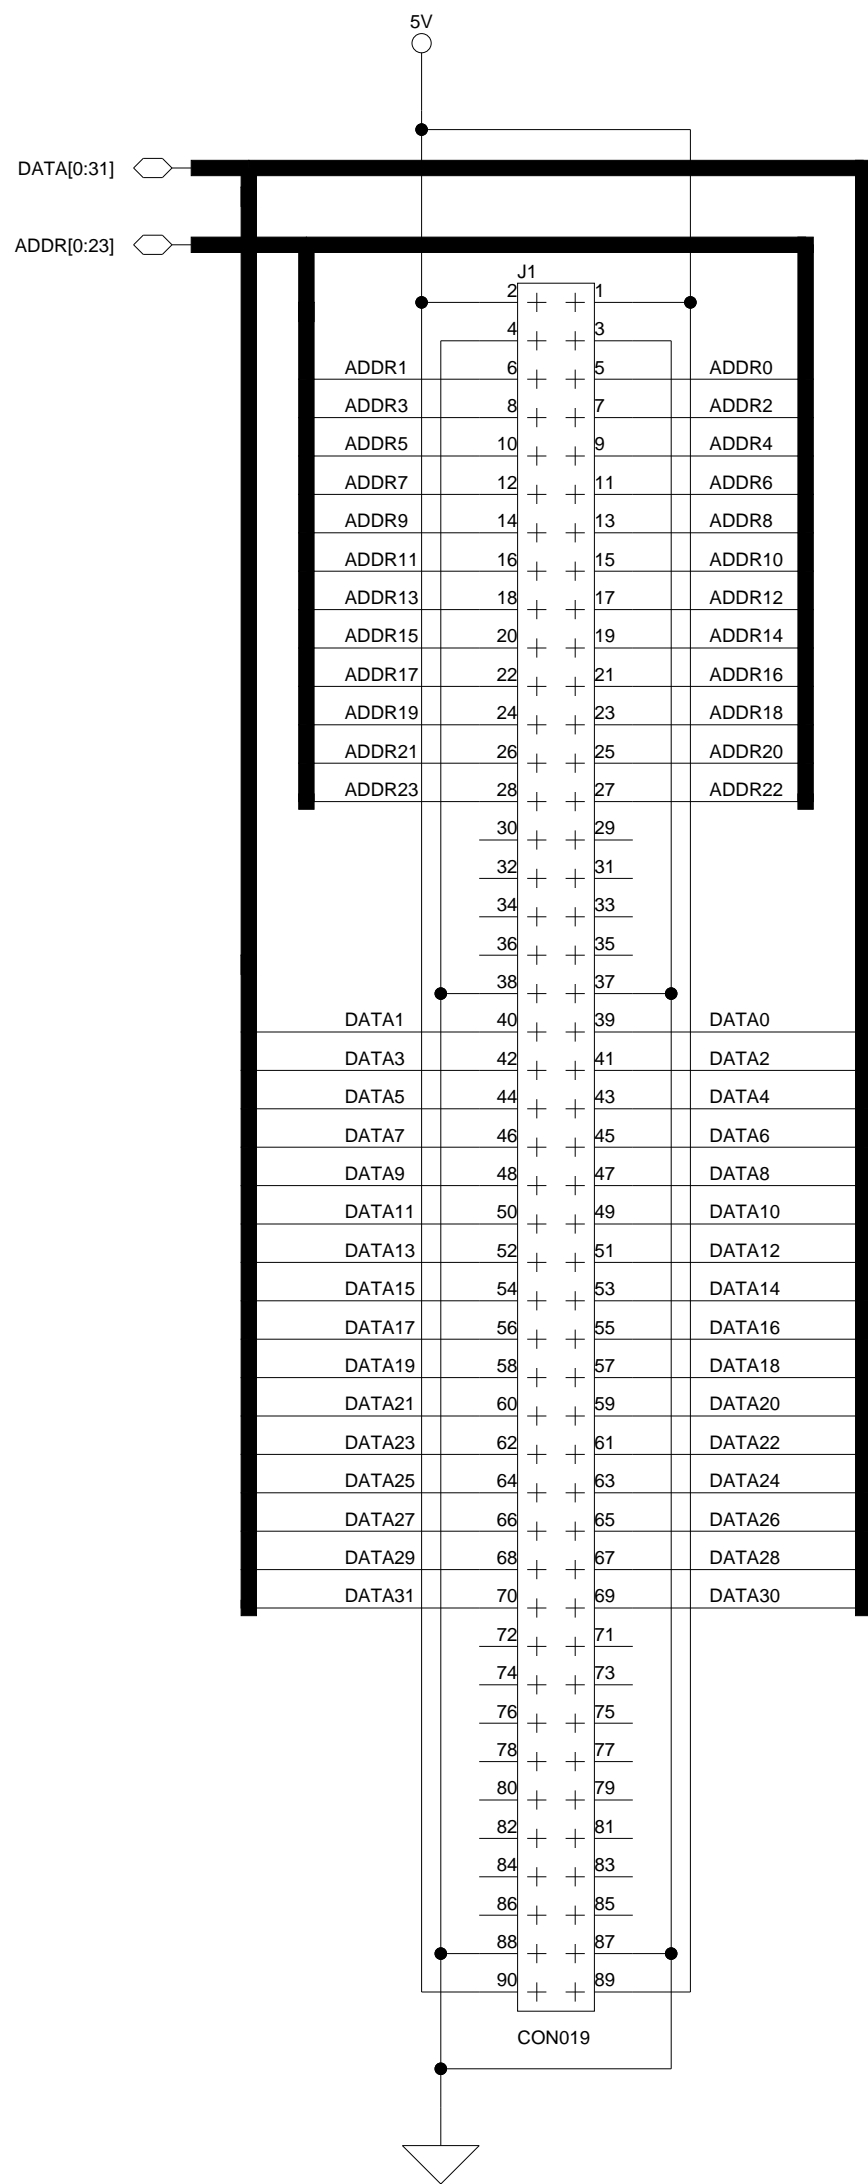 5V
DATA[0:31]
ADDR[0:23]
J1
2 1
4 3
ADDR1 6 5 ADDR0
ADDR3 8 7 ADDR2
ADDR5 10 9 ADDR4
ADDR7 12 11 ADDR6
ADDR9 14 13 ADDR8
ADDR11 16 15 ADDR10
ADDR13 18 17 ADDR12
ADDR15 20 19 ADDR14
ADDR17 22 21 ADDR16
ADDR19 24 23 ADDR18
ADDR21 26 25 ADDR20
ADDR23 28 27 ADDR22
30 29
32 31
34 33
36 35
38 37
DATA1 40 39 DATA0
DATA3 42 41 DATA2
DATA5 44 43 DATA4
DATA7 46 45 DATA6
DATA9 48 47 DATA8
DATA11 50 49 DATA10
DATA13 52 51 DATA12
DATA15 54 53 DATA14
DATA17 56 55 DATA16
DATA19 58 57 DATA18
DATA21 60 59 DATA20
DATA23 62 61 DATA22
DATA25 64 63 DATA24
DATA27 66 65 DATA26
DATA29 68 67 DATA28
DATA31 70 69 DATA30
72 71
74 73
76 75
78 77
80 79
82 81
84 83
86 85
88 87
90 89
CON019